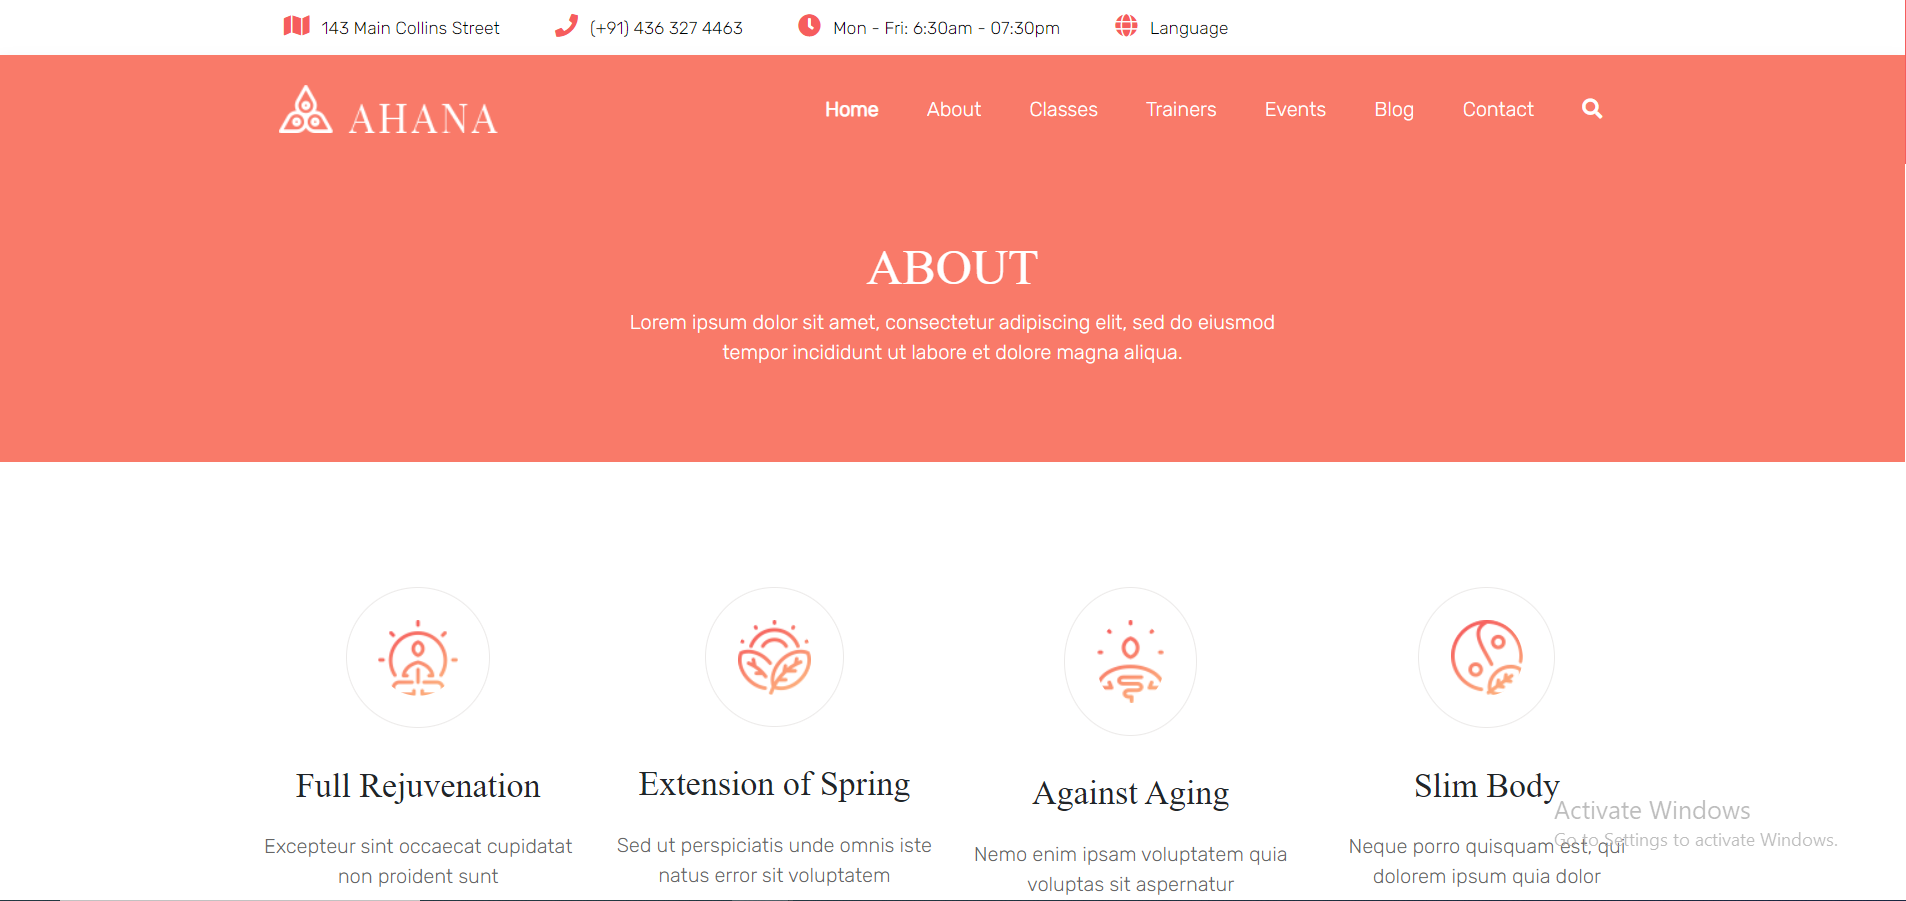 143 Main Collins Street (+91) 436 327 4463 Mon - Fri: 6:30am - 07:30pm Language
AHANA Home About Classes Trainers Events Blog Contact
ABOUT
Lorem ipsum dolor sit amet, consectetur adipiscing elit, sed do eiusmod
tempor incididunt ut labore et dolore magna aliqua.
Full Rejuvenation
Excepteur sint occaecat cupidatat
non proident sunt
Extension of Spring
Sed ut perspiciatis unde omnis iste
natus error sit voluptatem
Against Aging
Nemo enim ipsam voluptatem quia
voluptas sit aspernatur
Slim Body
Neque porro quisquam est, qui
dolorem ipsum quia dolor
Activate Windows
Go to Settings to activate Windows.